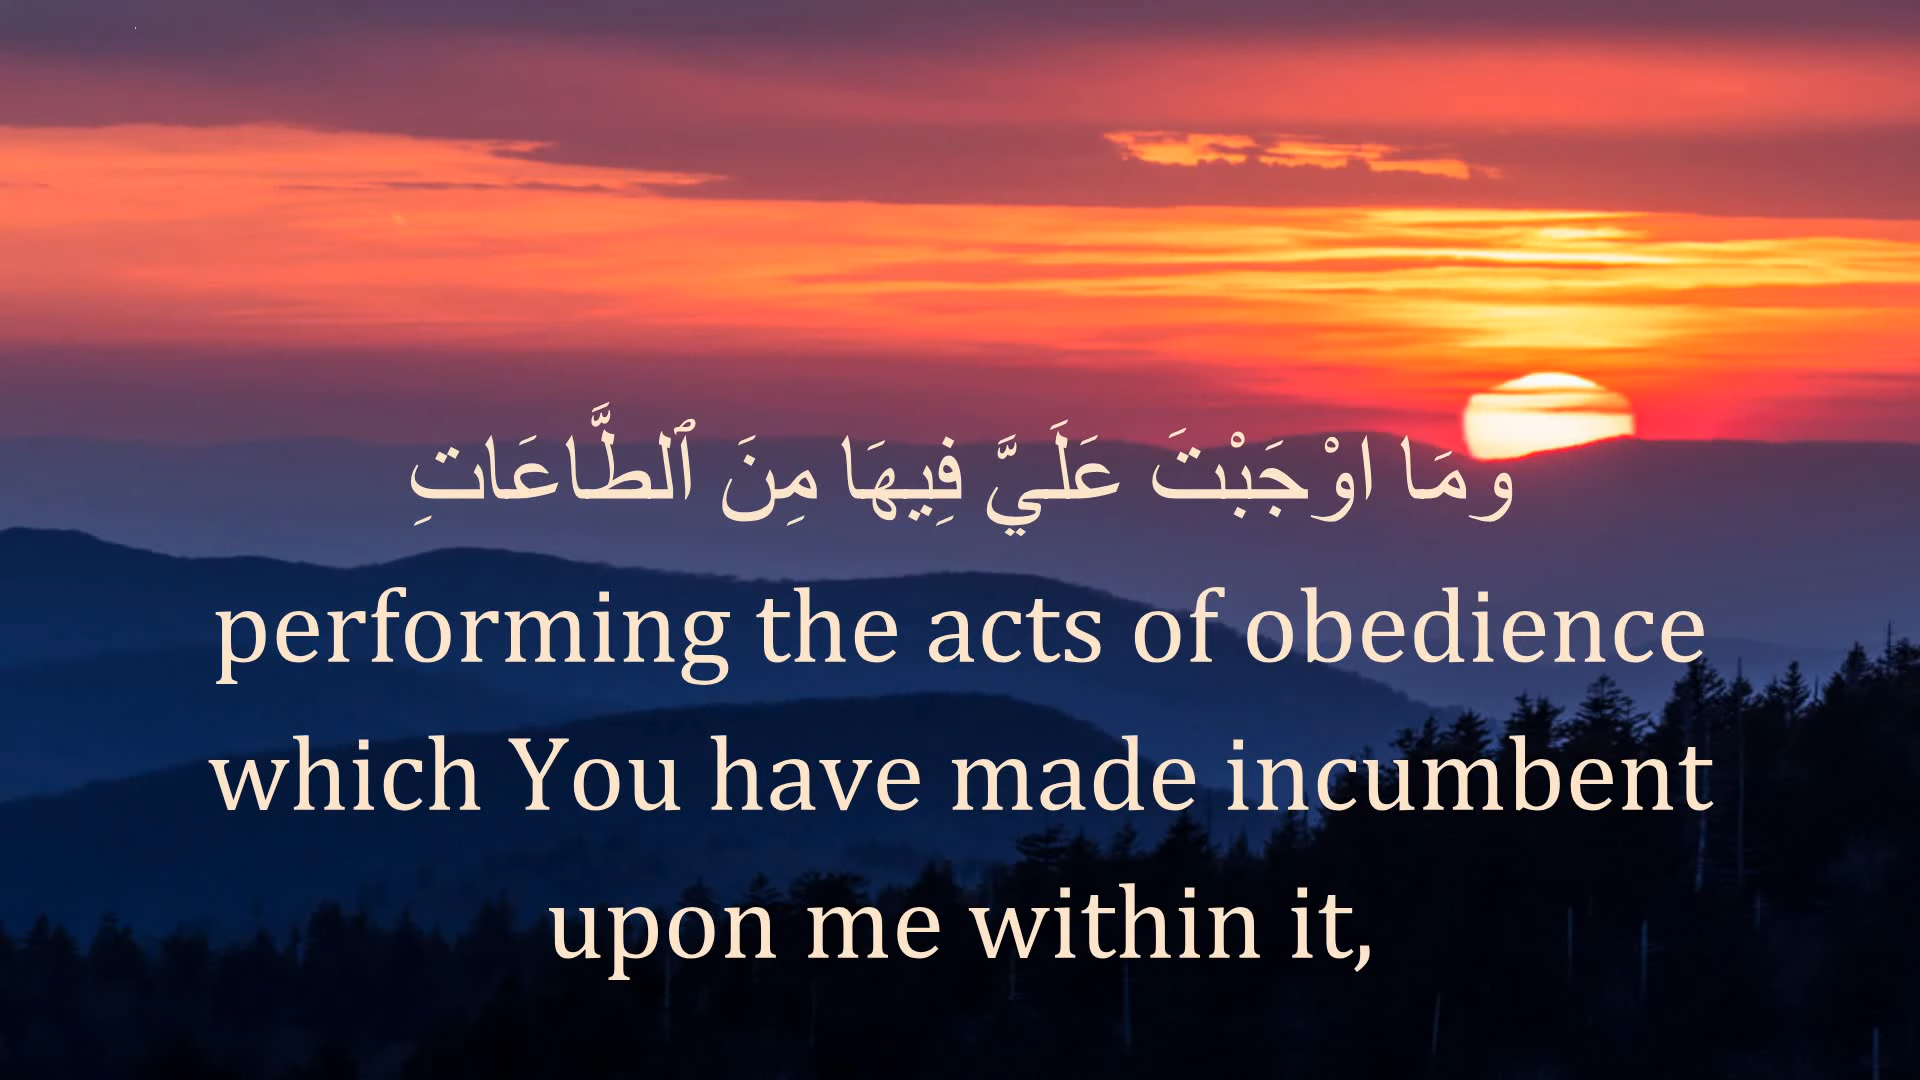 ومَا اوْجَبْتَ عَلَيَّ فِيهَا مِنَ ٱلطَّاعَاتِ
performing the acts of obedience
which You have made incumbent
upon me within it,